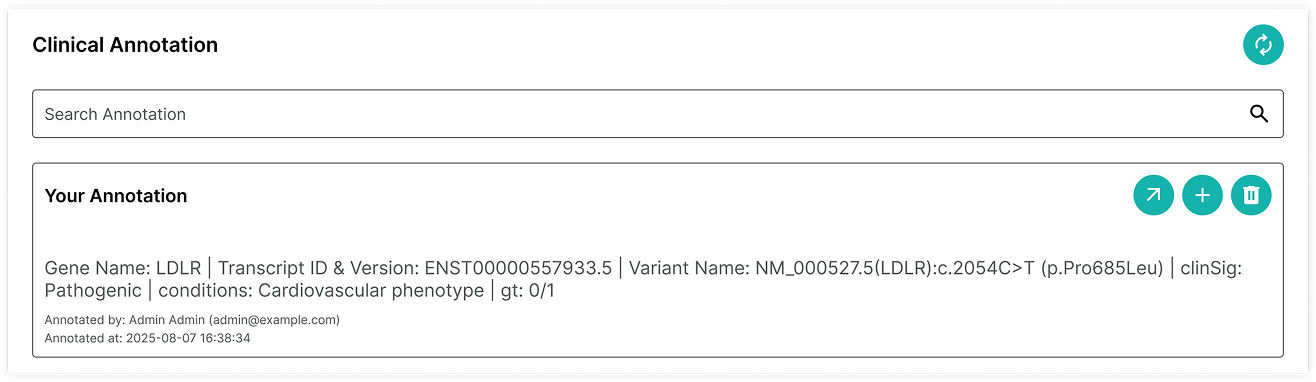 Clinical Annotation
Search Annotation
Your Annotation
Gene Name: LDLR | Transcript ID & Version: ENST00000557933.5 | Variant Name: NM_000527.5(LDLR):c.2054C>T (p.Pro685Leu) | clinSig:
Pathogenic | conditions: Cardiovascular phenotype | gt: 0/1
Annotated by: Admin Admin (admin@example.com)
Annotated at: 2025-08-07 16:38:34